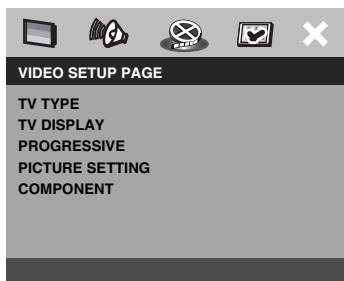 VIDEO SETUP PAGE
TV TYPE
TV DISPLAY
PROGRESSIVE
PICTURE SETTING
COMPONENT